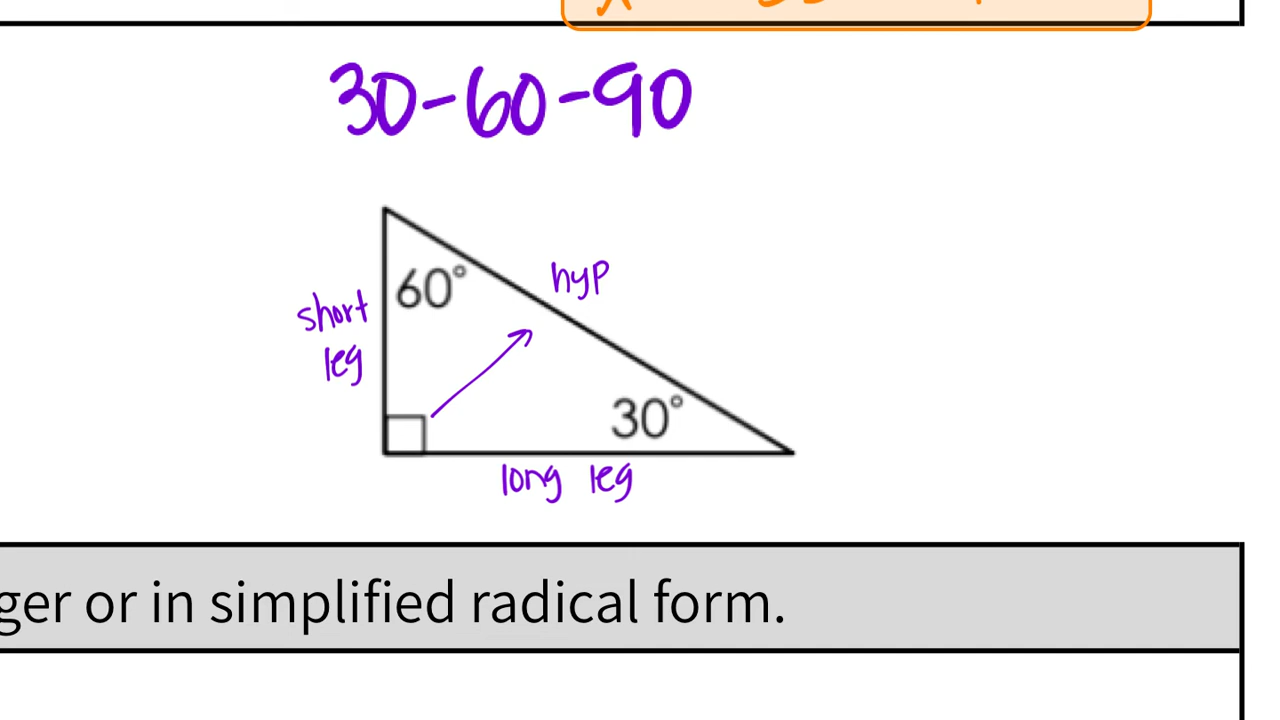 30-60-90
60°
hyp
short
leg
30°
long leg
ger or in simplified radical form.